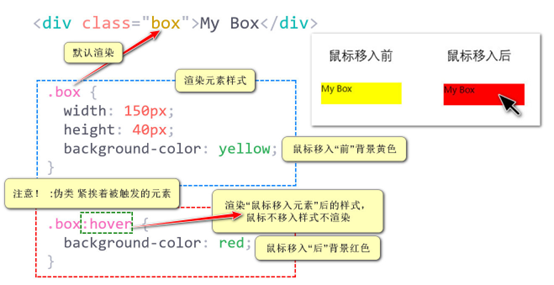 <div class="box">My Box</div>
默认渲染
鼠标移入前
鼠标移入后
My Box
My Box
渲染元素样式
.box {
width: 150px;
height: 40px;
background-color: yellow;
鼠标移入“前”背景黄色
}
注意！ :伪类 紧挨着被触发的元素
渲染“鼠标移入元素”后的样式，
鼠标不移入样式不渲染
.box:hover {
background-color: red;
鼠标移入“后”背景红色
}